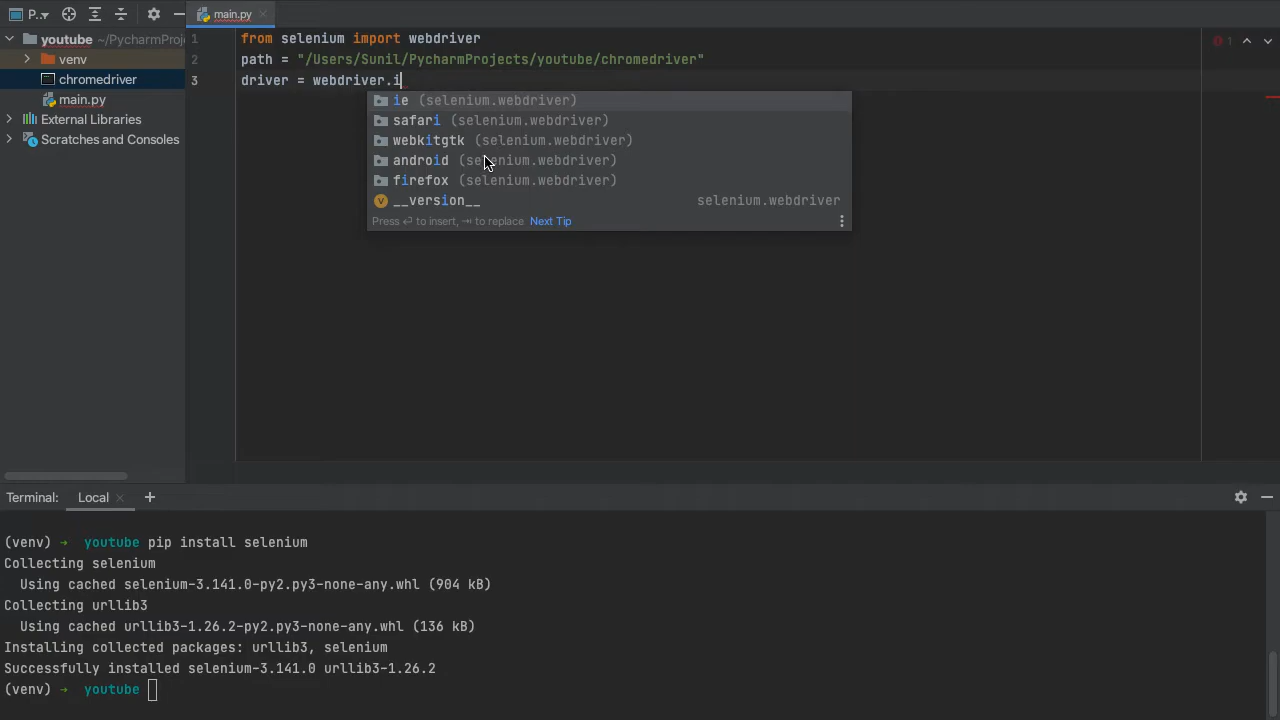 P...
main.py
youtube ~/PycharmProj
venv
chromedriver
main.py
External Libraries
Scratches and Consoles
1 from selenium import webdriver
2 path = "/Users/Sunil/PycharmProjects/youtube/chromedriver"
3 driver = webdriver.i
1
ie (selenium.webdriver)
safari (selenium.webdriver)
webkitgtk (selenium.webdriver)
android (selenium.webdriver)
firefox (selenium.webdriver)
__version__ selenium.webdriver
Press ⏎ to insert, ⇥ to replace Next Tip
Terminal: Local
(venv) → youtube pip install selenium
Collecting selenium
  Using cached selenium-3.141.0-py2.py3-none-any.whl (904 kB)
Collecting urllib3
  Using cached urllib3-1.26.2-py2.py3-none-any.whl (136 kB)
Installing collected packages: urllib3, selenium
Successfully installed selenium-3.141.0 urllib3-1.26.2
(venv) → youtube